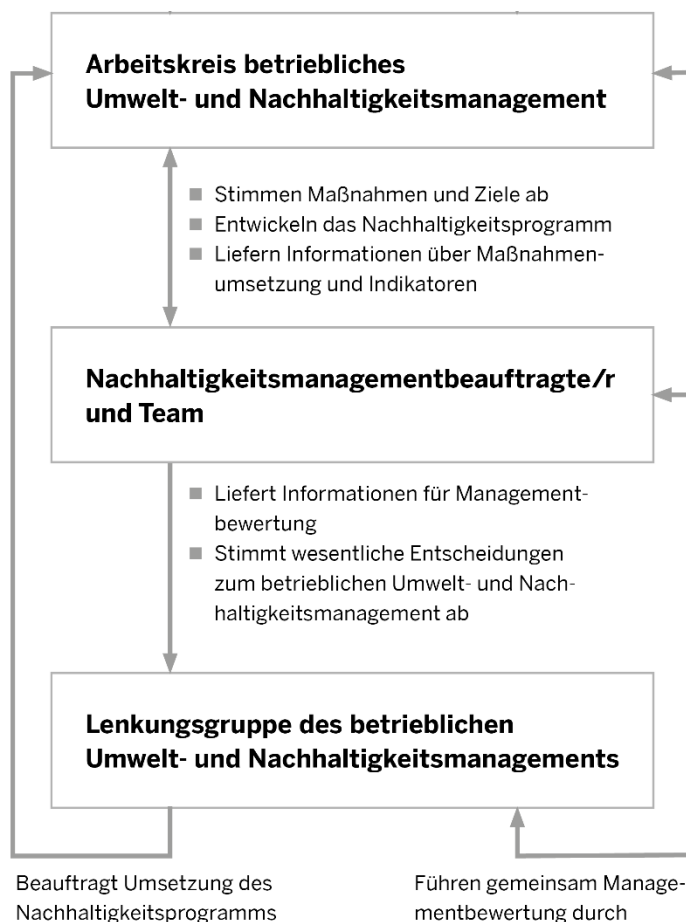 Arbeitskreis betriebliches
Umwelt- und Nachhaltigkeitsmanagement
Stimmen Maßnahmen und Ziele ab
Entwickeln das Nachhaltigkeitsprogramm
Liefern Informationen über Maßnahmen-
umsetzung und Indikatoren
Nachhaltigkeitsmanagementbeauftragte/r
und Team
Liefert Informationen für Management-
bewertung
Stimmt wesentliche Entscheidungen
zum betrieblichen Umwelt- und Nach-
haltigkeitsmanagement ab
Lenkungsgruppe des betrieblichen
Umwelt- und Nachhaltigkeitsmanagements
Beauftragt Umsetzung des
Nachhaltigkeitsprogramms
Führen gemeinsam Manage-
mentbewertung durch